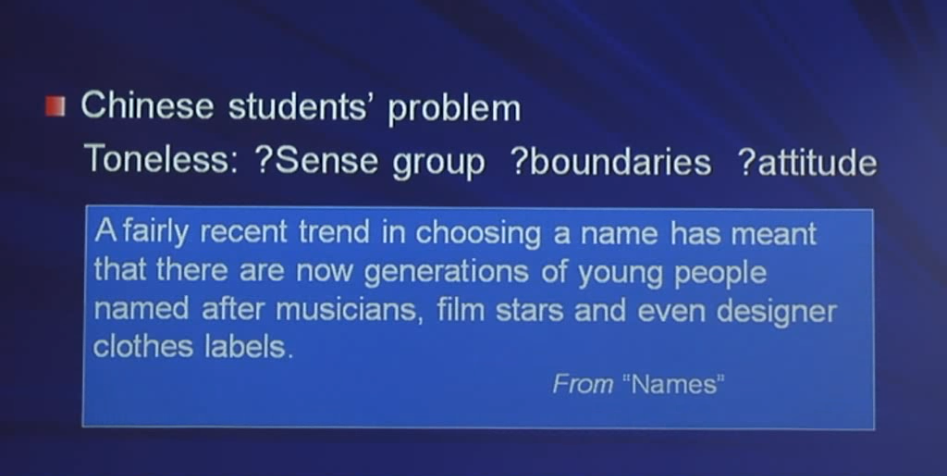 Chinese students’ problem
Toneless: ?Sense group ?boundaries ?attitude
A fairly recent trend in choosing a name has meant
that there are now generations of young people
named after musicians, film stars and even designer
clothes labels.
From "Names"